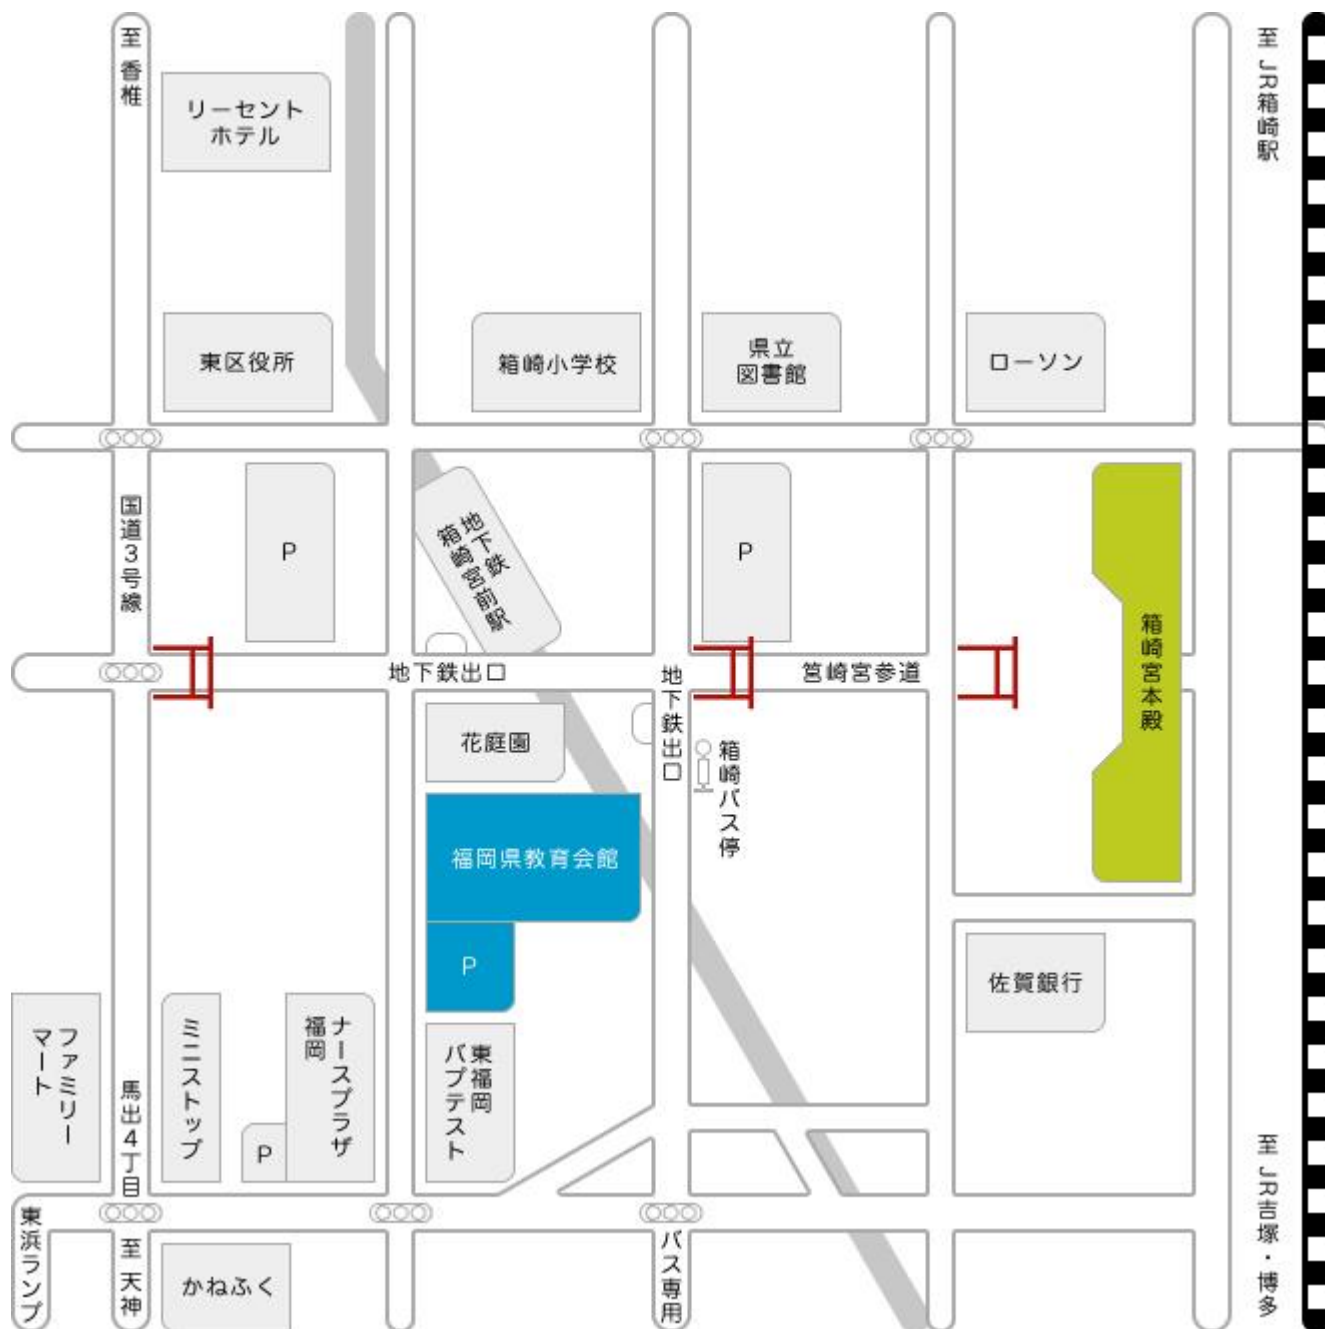 至 香椎
リーセント
ホテル
至 JR箱崎駅
東区役所
箱崎小学校
県立
図書館
ローソン
国道3号線
P
地下鉄
箱崎宮前駅
P
箱崎宮本殿
地下鉄出口
筥崎宮参道
地下鉄出口
花庭園
箱崎バス停
福岡県教育会館
P
佐賀銀行
ファミリー
マート
馬出4丁目
ミニストップ
P
ナースプラザ
福岡
東福岡
バプテスト
至 JR吉塚・博多
東浜ランプ
至 天神
かねふく
バス専用